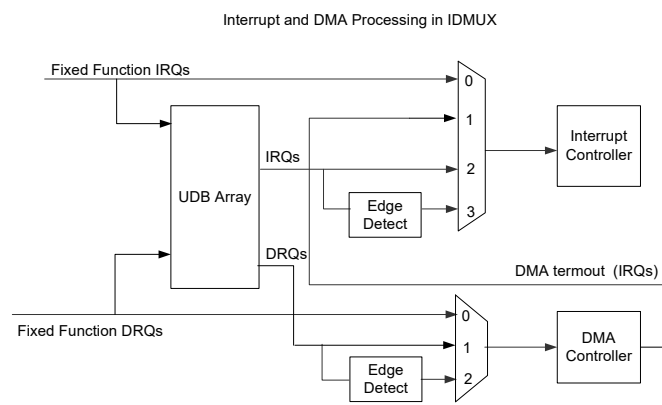 Interrupt and DMA Processing in IDMUX
Fixed Function IRQs
0
1
Interrupt
Controller
IRQs
2
UDB Array
Edge
Detect
3
DRQs
DMA termout (IRQs)
Fixed Function DRQs
0
1
DMA
Controller
Edge
Detect
2